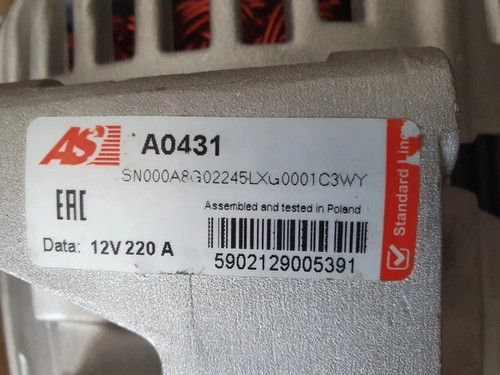 AS
A0431
SN000A8G02245LXG0001C3WY
EAC
Assembled and tested in Poland
Data: 12V 220 A
5902129005391
Standard Line